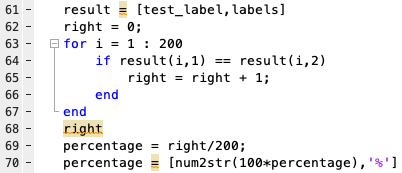 61 - result = [test_label,labels]
62 - right = 0;
63 - for i = 1 : 200
64 - if result(i,1) == result(i,2)
65 - right = right + 1;
66 - end
67 - end
68 - right
69 - percentage = right/200;
70 - percentage = [num2str(100*percentage),'%']